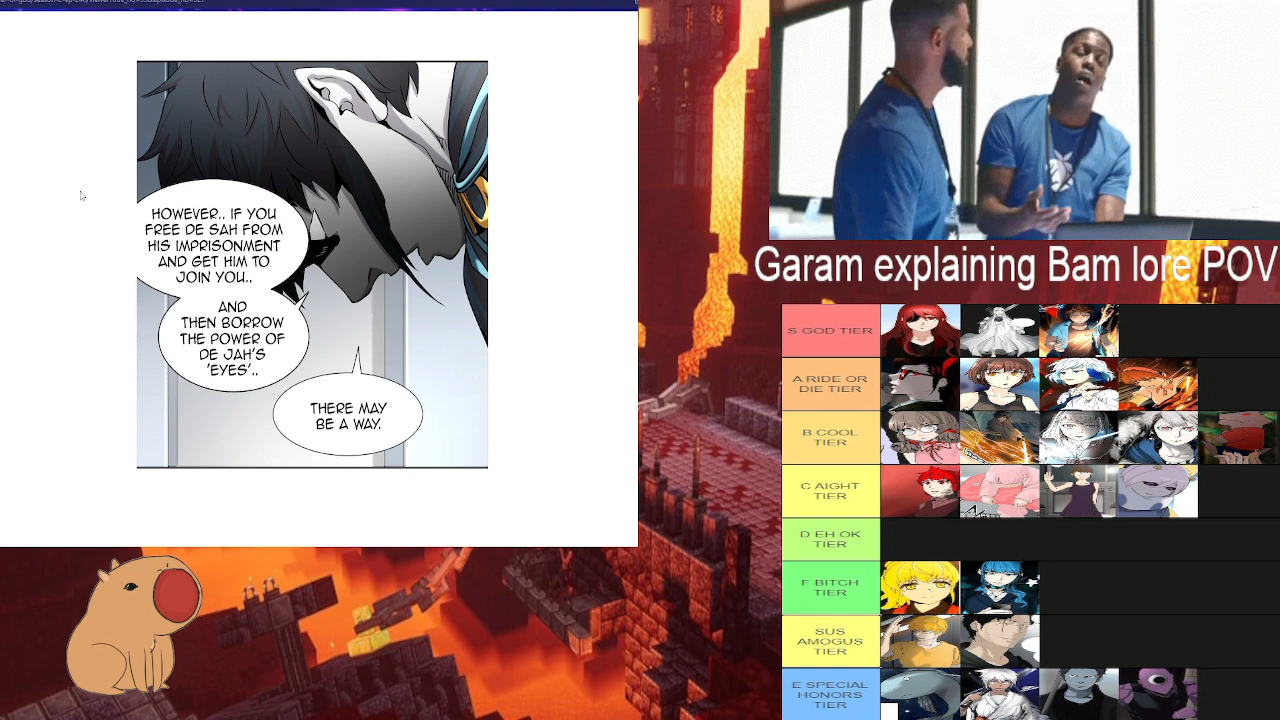 HOWEVER.. IF YOU
FREE DE SAH FROM
HIS IMPRISONMENT
AND GET HIM TO
JOIN YOU..
AND
THEN BORROW
THE POWER OF
DE JAH'S
'EYES'..
THERE MAY
BE A WAY.
Garam explaining Bam lore POV
S GOD TIER
A RIDE OR
DIE TIER
B COOL
TIER
C AIGHT
TIER
D EH OK
TIER
F BITCH
TIER
SUS
AMOGUS
TIER
E SPECIAL
HONORS
TIER